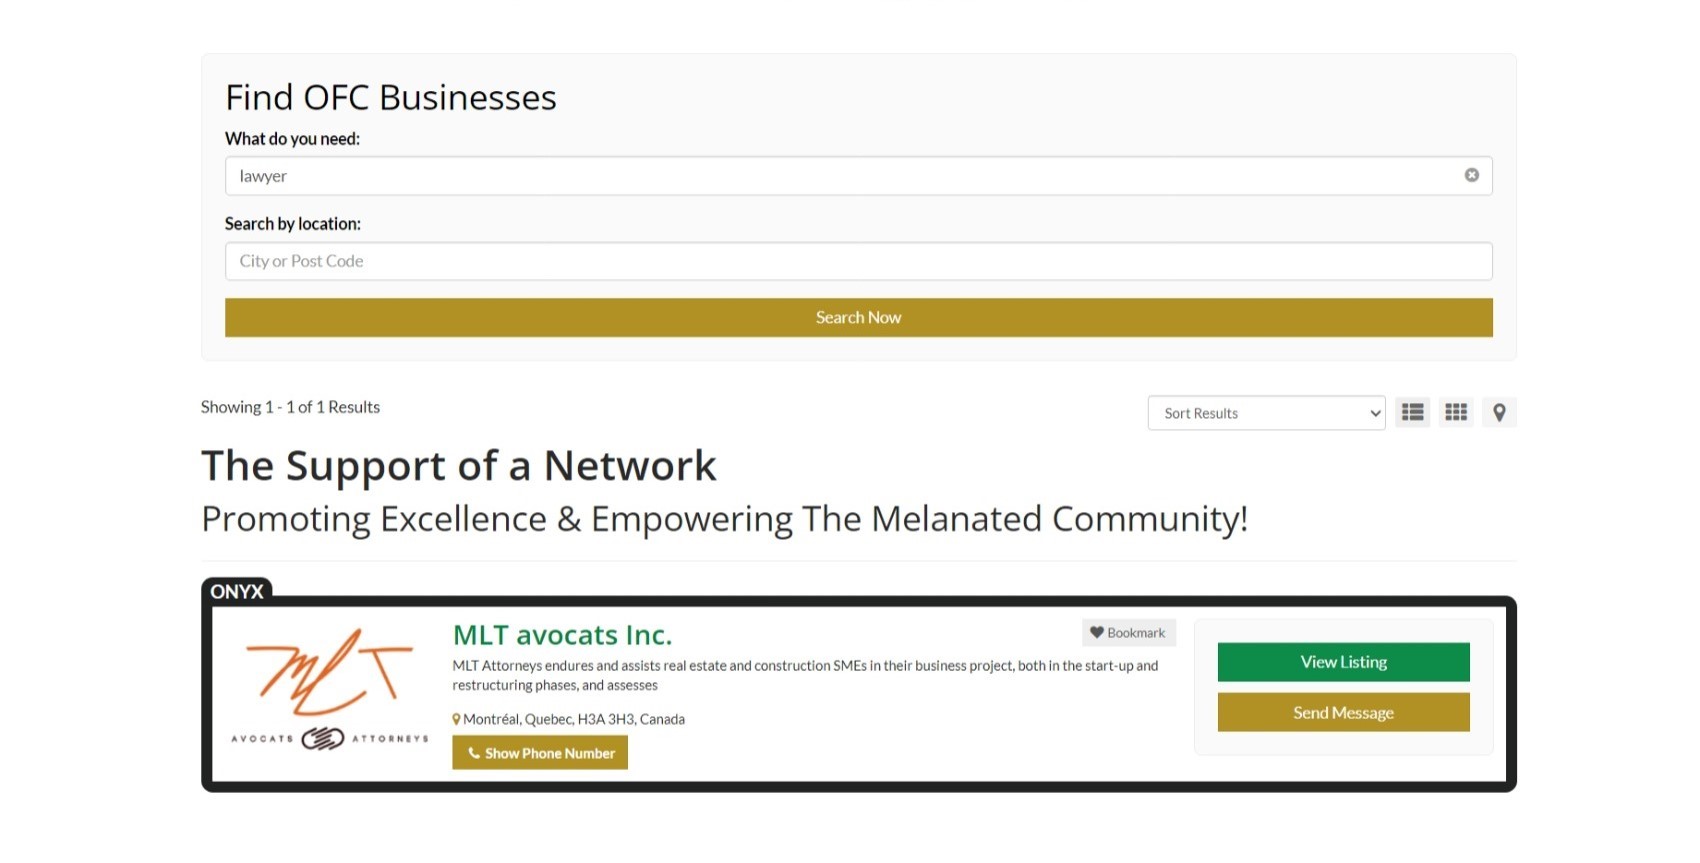 Find OFC Businesses
What do you need:
lawyer
Search by location:
City or Post Code
Search Now
Showing 1 - 1 of 1 Results
Sort Results
The Support of a Network
Promoting Excellence & Empowering The Melanated Community!
ONYX
MLT
AVOCATS ATTORNEYS
MLT avocats Inc.
Bookmark
MLT Attorneys endures and assists real estate and construction SMEs in their business project, both in the start-up and
restructuring phases, and assesses
Montréal, Quebec, H3A 3H3, Canada
Show Phone Number
View Listing
Send Message